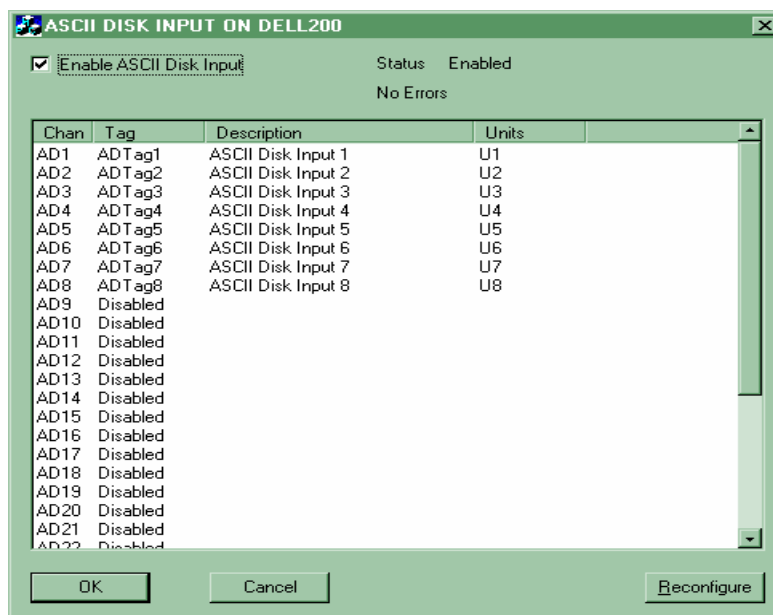 ASCII DISK INPUT ON DELL200
Enable ASCII Disk Input Status Enabled
No Errors
Chan Tag Description Units
AD1 ADTag1 ASCII Disk Input 1 U1
AD2 ADTag2 ASCII Disk Input 2 U2
AD3 ADTag3 ASCII Disk Input 3 U3
AD4 ADTag4 ASCII Disk Input 4 U4
AD5 ADTag5 ASCII Disk Input 5 U5
AD6 ADTag6 ASCII Disk Input 6 U6
AD7 ADTag7 ASCII Disk Input 7 U7
AD8 ADTag8 ASCII Disk Input 8 U8
AD9 Disabled
AD10 Disabled
AD11 Disabled
AD12 Disabled
AD13 Disabled
AD14 Disabled
AD15 Disabled
AD16 Disabled
AD17 Disabled
AD18 Disabled
AD19 Disabled
AD20 Disabled
AD21 Disabled
AD22 Disabled
OK Cancel Reconfigure